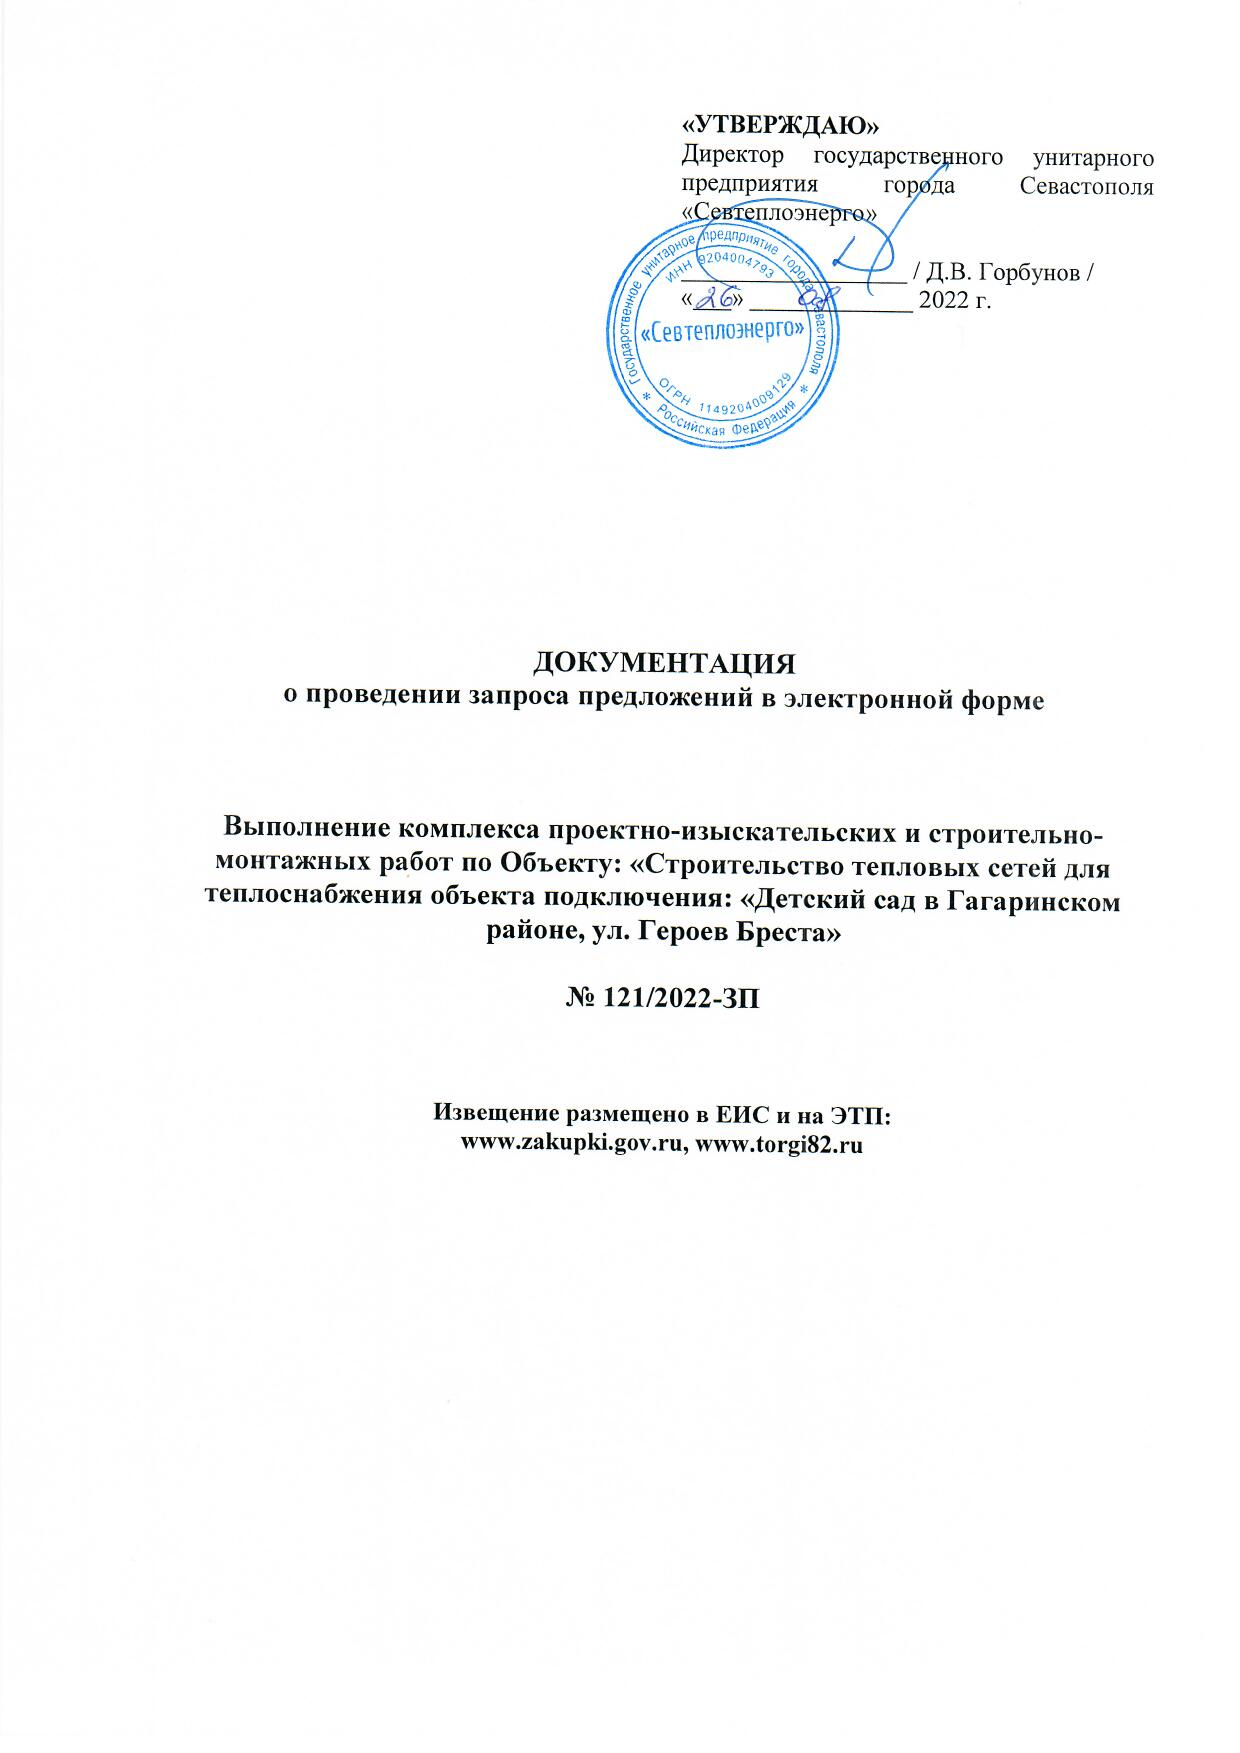 «УТВЕРЖДАЮ»
Директор государственного унитарного
предприятия города Севастополя
«Севтеплоэнерго»
/ Д.В. Горбунов /
«26» 08 2022 г.
Государственное унитарное предприятие города Севастополя
ИНН 9204004793
«Севтеплоэнерго»
ОГРН 1149204009129
* Российская Федерация *
ДОКУМЕНТАЦИЯ
о проведении запроса предложений в электронной форме
Выполнение комплекса проектно-изыскательских и строительно-
монтажных работ по Объекту: «Строительство тепловых сетей для
теплоснабжения объекта подключения: «Детский сад в Гагаринском
районе, ул. Героев Бреста»
№ 121/2022-ЗП
Извещение размещено в ЕИС и на ЭТП:
www.zakupki.gov.ru, www.torgi82.ru